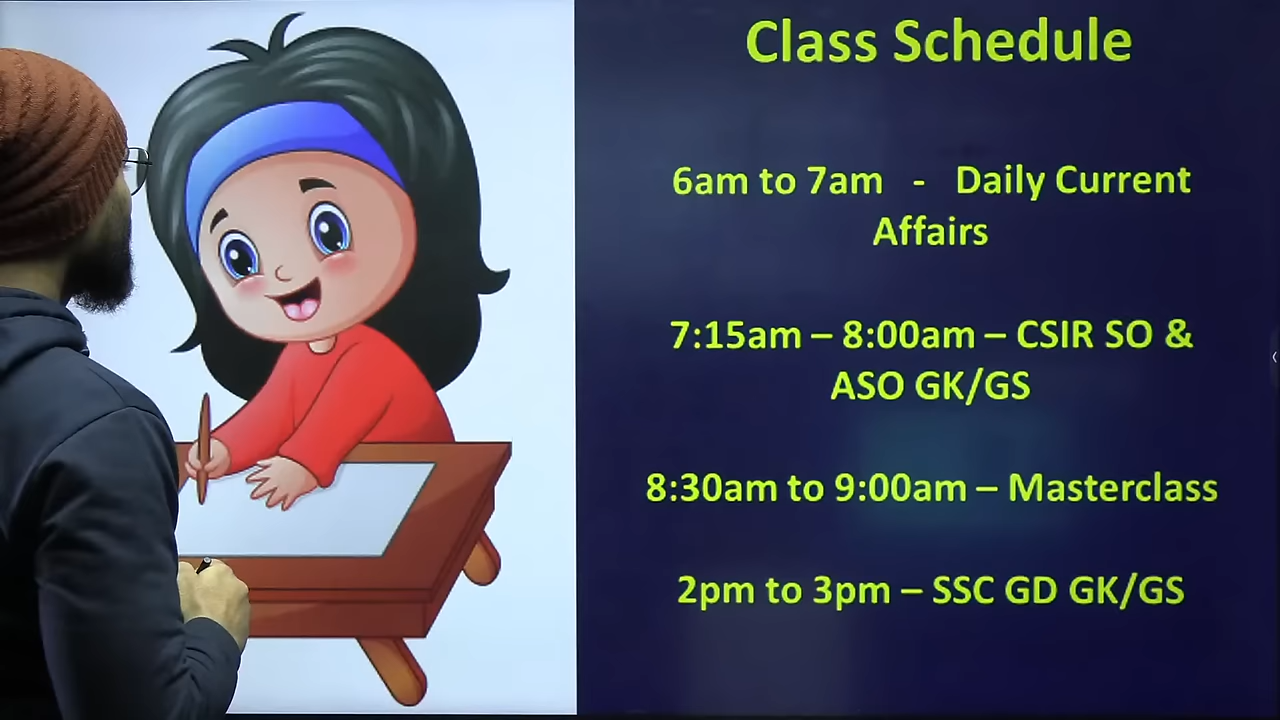 Class Schedule
6am to 7am - Daily Current
Affairs
7:15am – 8:00am – CSIR SO &
ASO GK/GS
8:30am to 9:00am – Masterclass
2pm to 3pm – SSC GD GK/GS